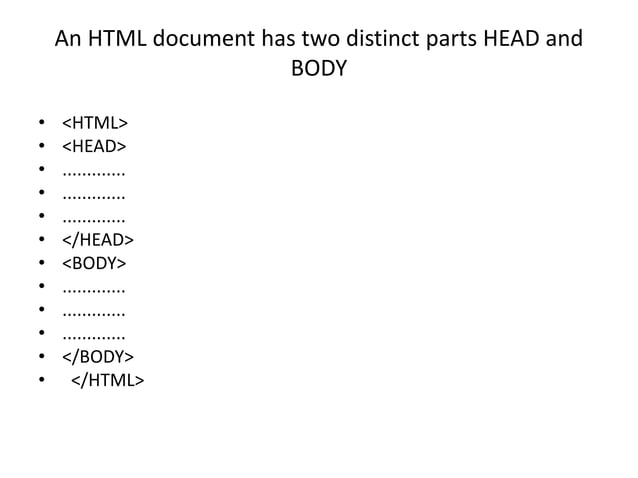 An HTML document has two distinct parts HEAD and
BODY
• <HTML>
• <HEAD>
• .............
• .............
• .............
• </HEAD>
• <BODY>
• .............
• .............
• .............
• </BODY>
• </HTML>